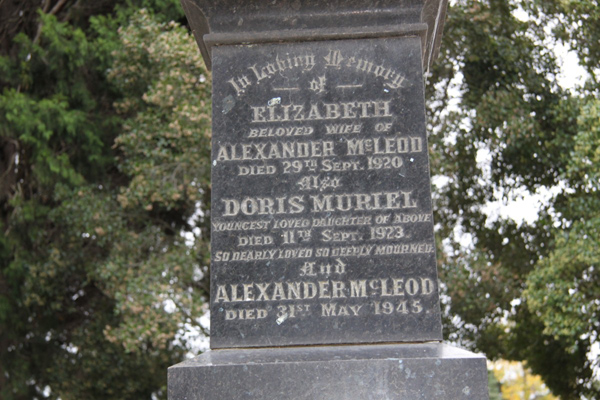 In Loving Memory
of
ELIZABETH
BELOVED WIFE OF
ALEXANDER McLEOD
DIED 29TH SEPT. 1920
Also
DORIS MURIEL
YOUNGEST LOVED DAUGHTER OF ABOVE
DIED 11TH SEPT. 1923.
SO DEARLY LOVED SO DEEPLY MOURNED.
And
ALEXANDER McLEOD
DIED 31ST MAY 1945.